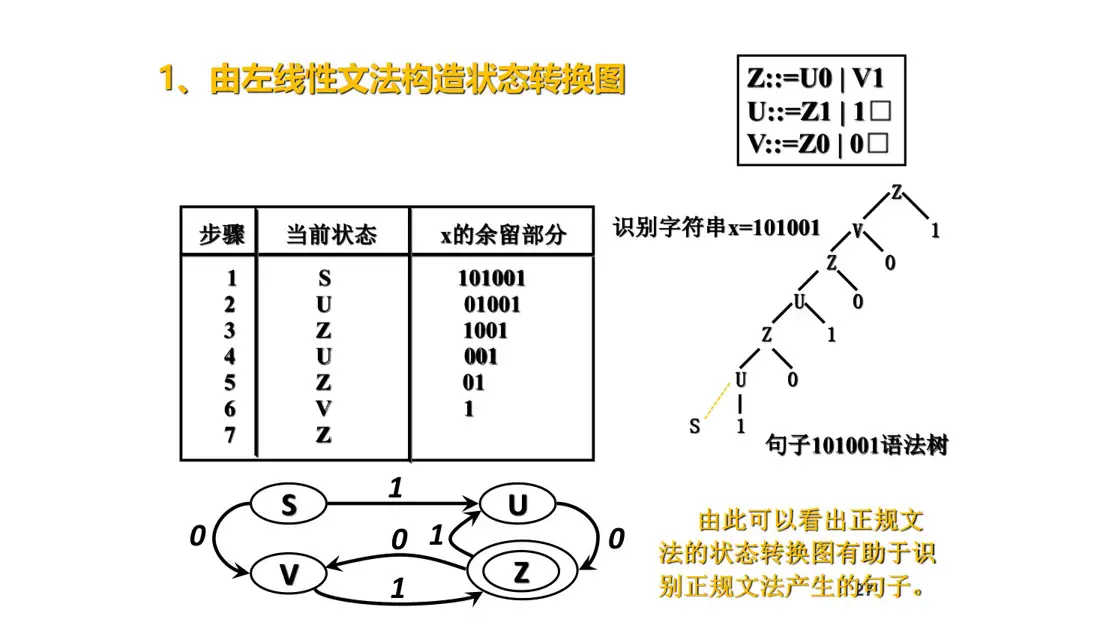 1、由左线性文法构造状态转换图
Z::=U0 | V1
U::=Z1 | 1□
V::=Z0 | 0□
步骤 当前状态 x的余留部分
1 S 101001
2 U 01001
3 Z 1001
4 U 001
5 Z 01
6 V 1
7 Z
识别字符串x=101001
Z
V 1
Z 0
U 0
Z 1
U 0
S 1
句子101001语法树
S 1 U
0 0 1 0
V 1 Z
由此可以看出正规文
法的状态转换图有助于识
别正规文法产生的句子。
27